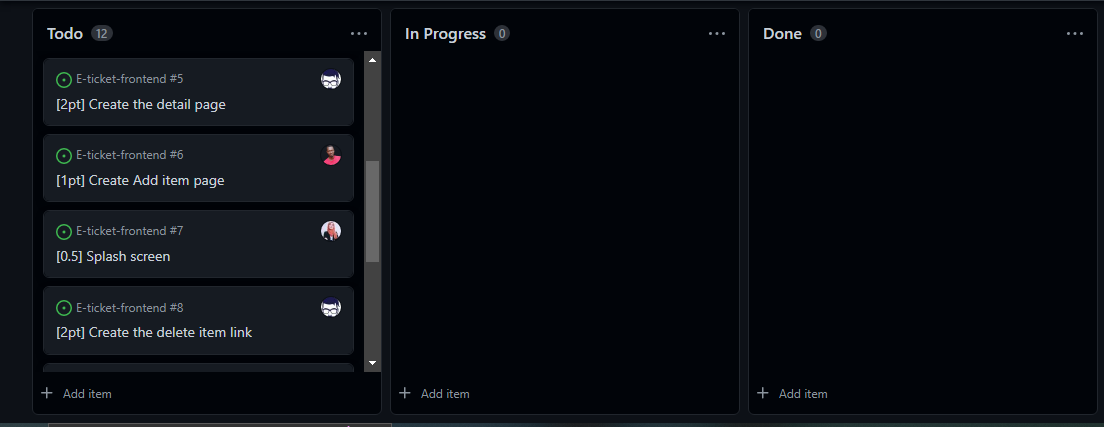 Todo 12
E-ticket-frontend #5
[2pt] Create the detail page
E-ticket-frontend #6
[1pt] Create Add item page
E-ticket-frontend #7
[0.5] Splash screen
E-ticket-frontend #8
[2pt] Create the delete item link
+ Add item
In Progress 0
+ Add item
Done 0
+ Add item